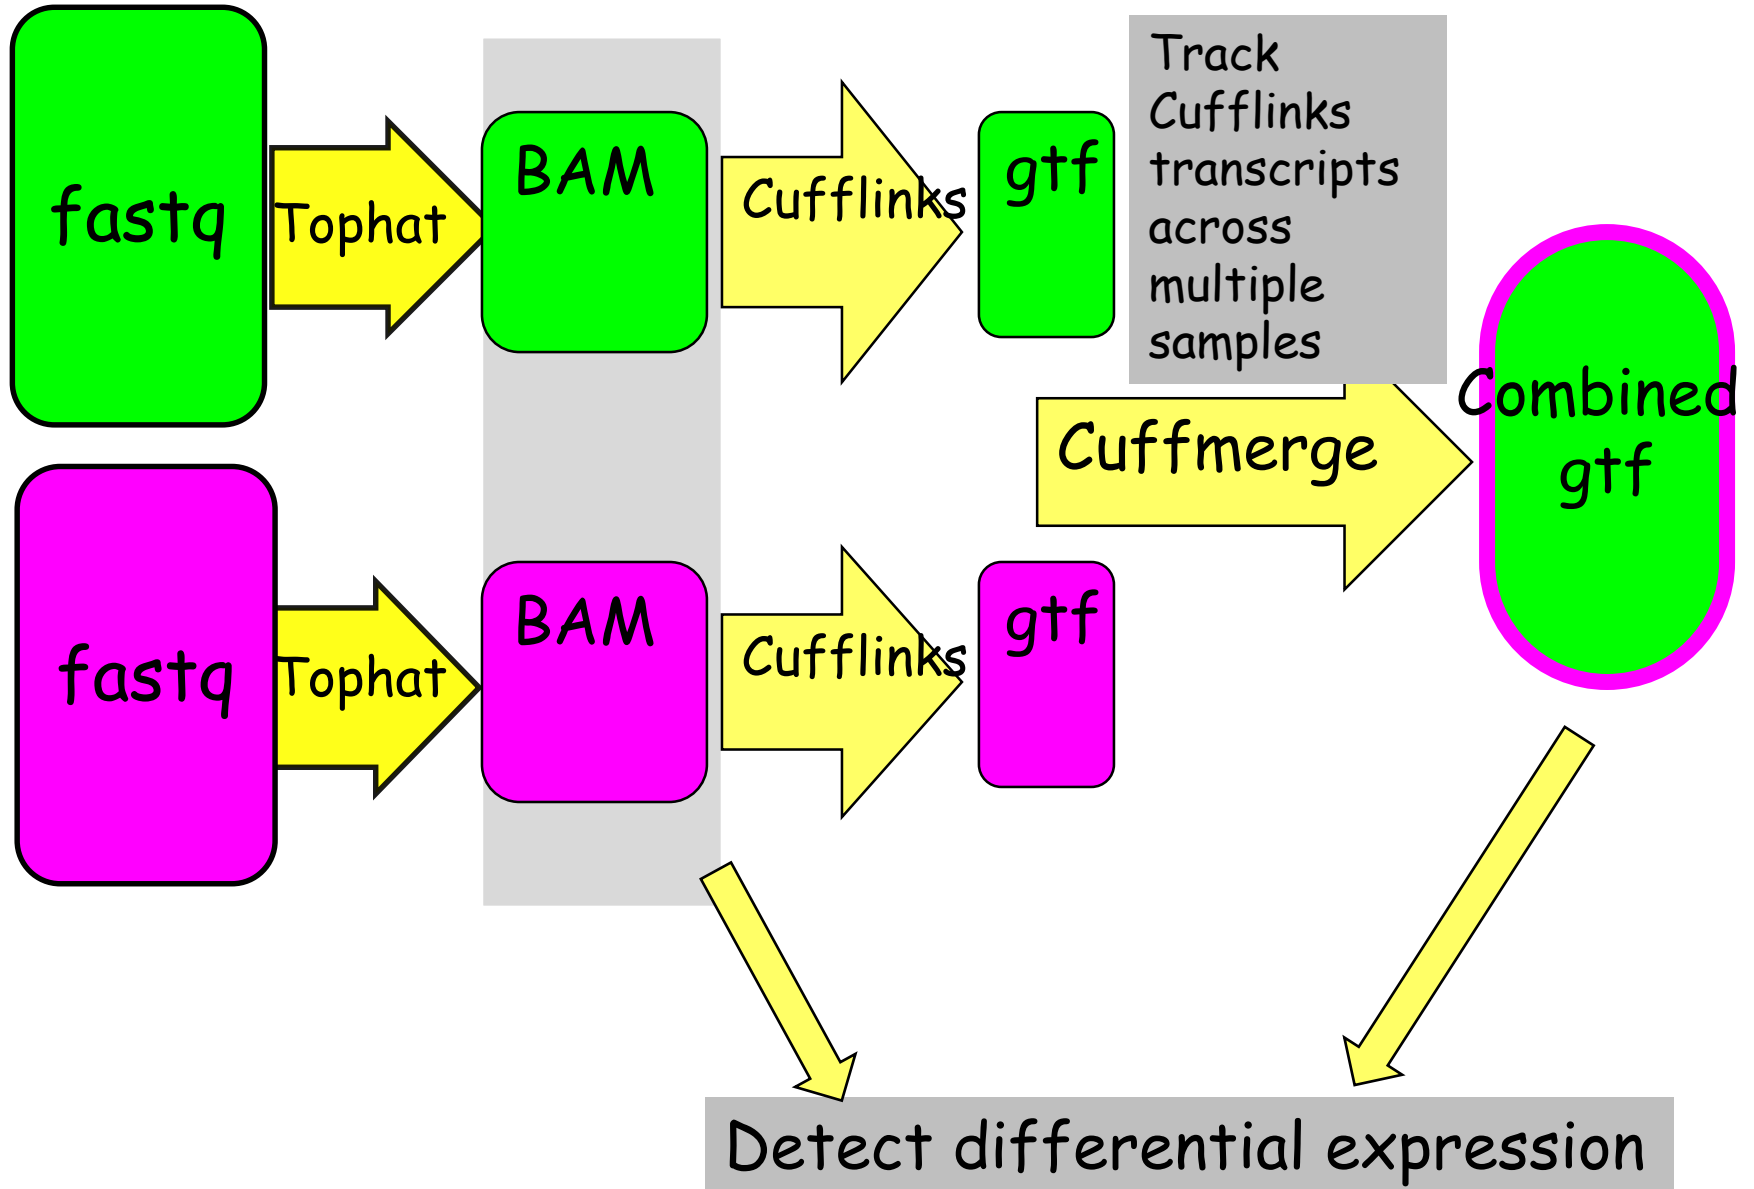 fastq
Tophat
BAM
Cufflinks
gtf
Track
Cufflinks
transcripts
across
multiple
samples
Cuffmerge
Combined
gtf
fastq
Tophat
BAM
Cufflinks
gtf
Detect differential expression